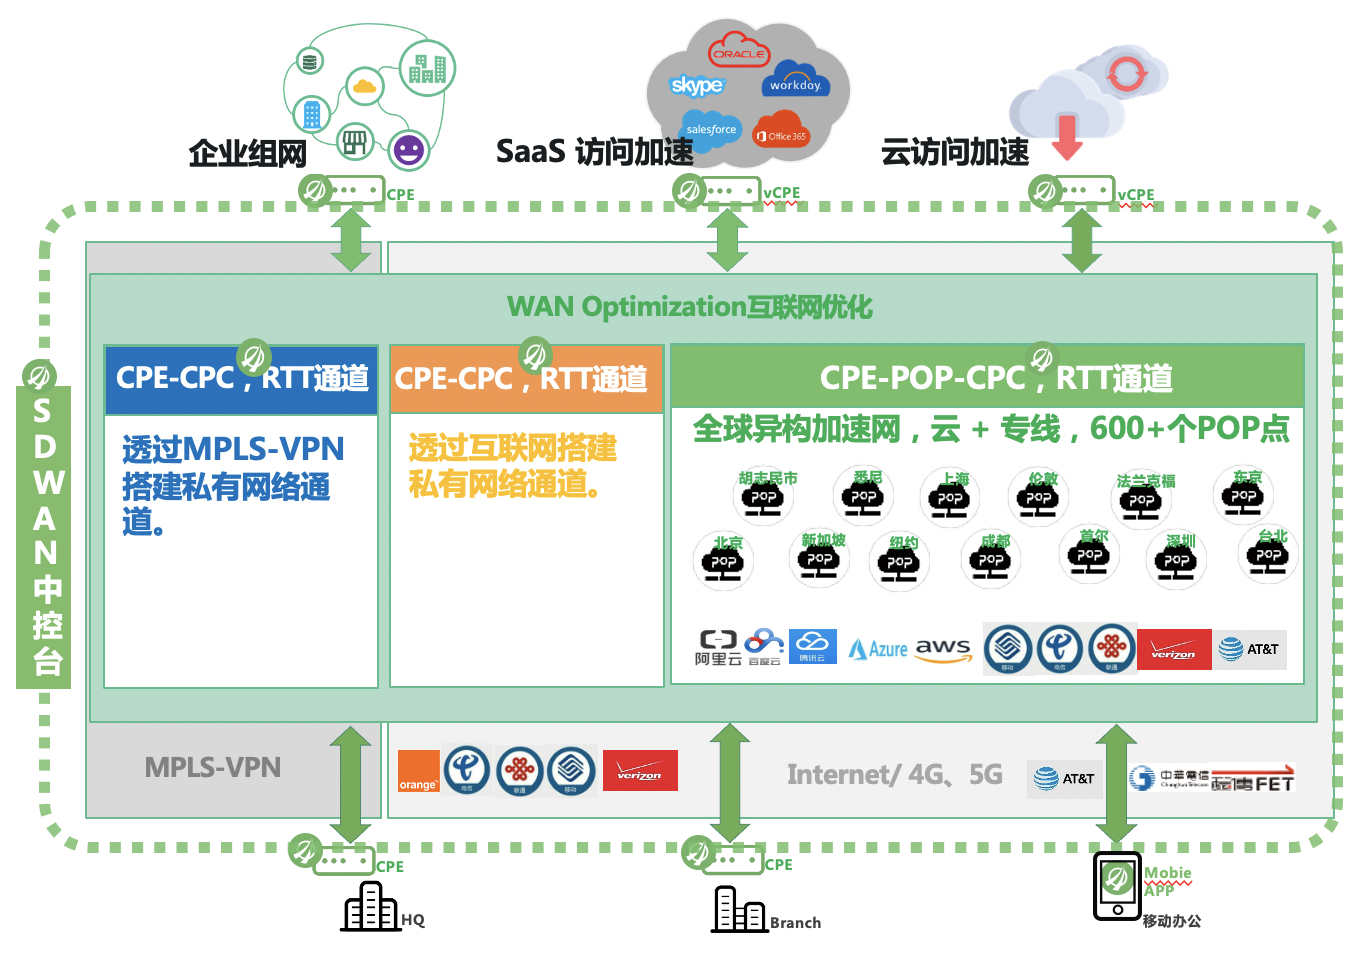 ORACLE
skype
workday
salesforce
Office 365
企业组网
SaaS 访问加速
云访问加速
CPE
vCPE
vCPE
WAN Optimization互联网优化
CPE-CPC，RTT通道
CPE-CPC，RTT通道
CPE-POP-CPC，RTT通道
透过MPLS-VPN
搭建私有网络通
道。
透过互联网搭建
私有网络通道。
全球异构加速网，云 + 专线，600+个POP点
胡志民市
POP
悉尼
POP
上海
POP
伦敦
POP
法兰克福
POP
东京
POP
北京
POP
新加坡
POP
纽约
POP
成都
POP
首尔
POP
深圳
POP
台北
POP
阿里云
百度云
腾讯云
Azure
aws
移动
电信
联通
verizon
AT&T
S
D
W
A
N
中
控
台
MPLS-VPN
orange
电信
联通
移动
verizon
Internet/ 4G、5G
AT&T
中華電信
Chunghwa Telecom
遠傳FET
CPE
HQ
CPE
Branch
Mobie
APP
移动办公